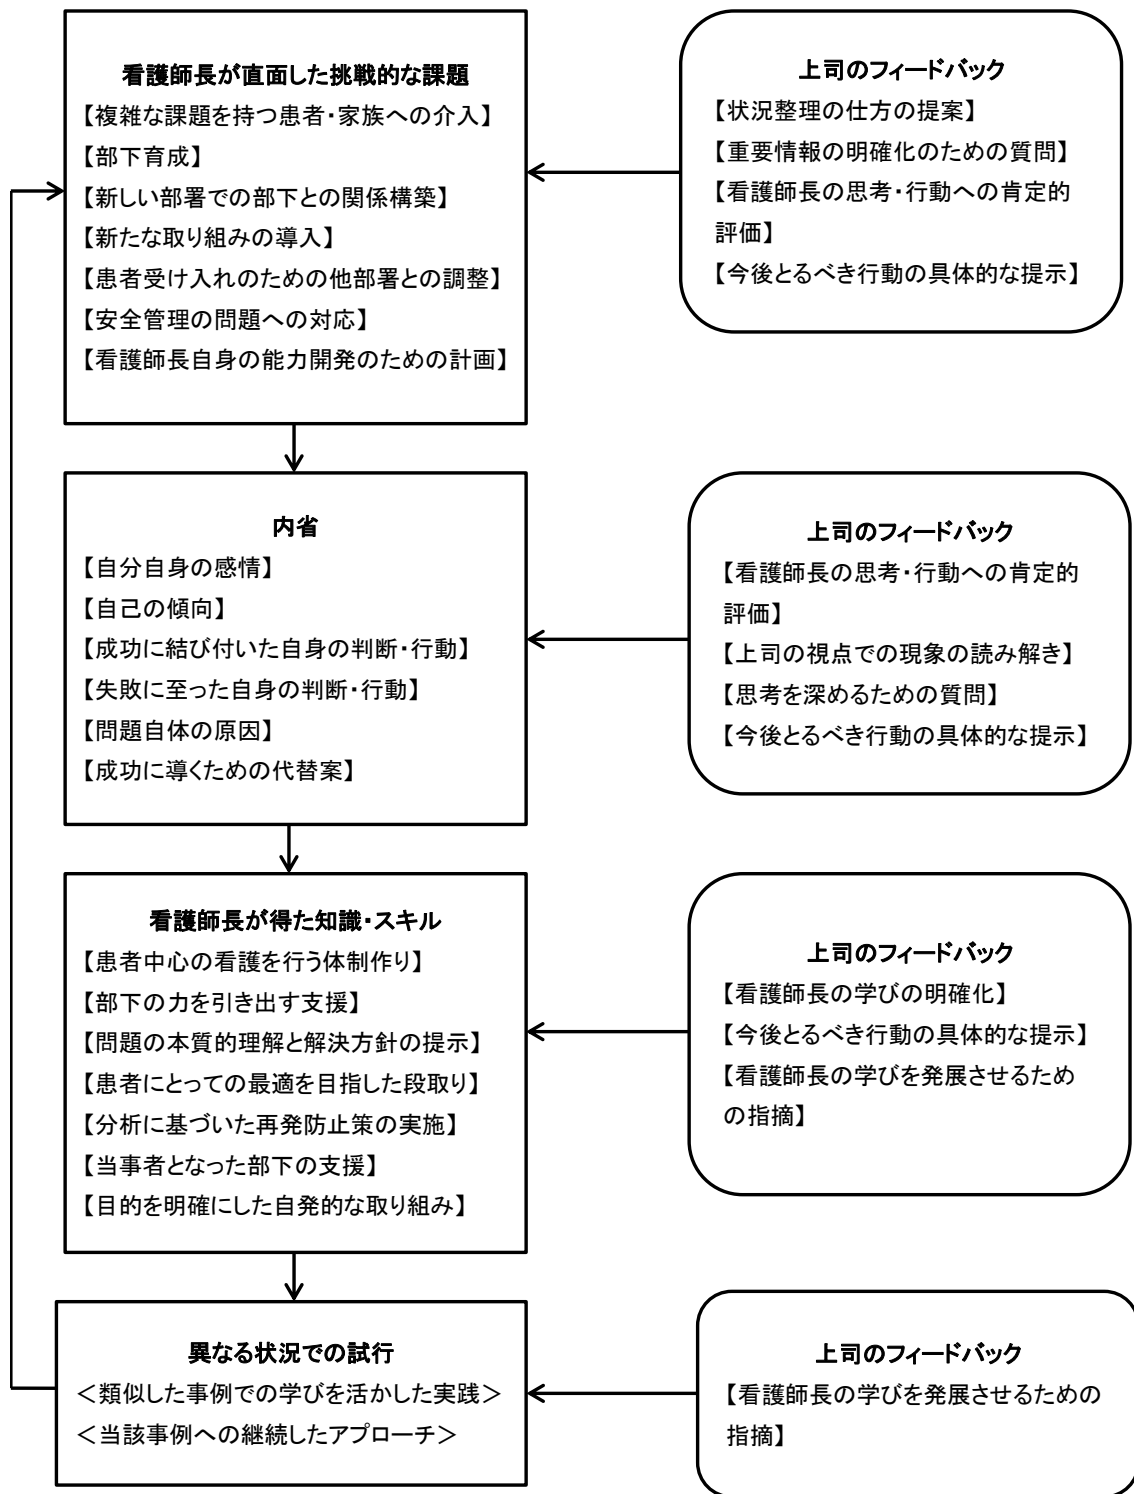 看護師長が直面した挑戦的な課題
【複雑な課題を持つ患者・家族への介入】
【部下育成】
【新しい部署での部下との関係構築】
【新たな取り組みの導入】
【患者受け入れのための他部署との調整】
【安全管理の問題への対応】
【看護師長自身の能力開発のための計画】
上司のフィードバック
【状況整理の仕方の提案】
【重要情報の明確化のための質問】
【看護師長の思考・行動への肯定的
評価】
【今後とるべき行動の具体的な提示】
内省
【自分自身の感情】
【自己の傾向】
【成功に結び付いた自身の判断・行動】
【失敗に至った自身の判断・行動】
【問題自体の原因】
【成功に導くための代替案】
上司のフィードバック
【看護師長の思考・行動への肯定的
評価】
【上司の視点での現象の読み解き】
【思考を深めるための質問】
【今後とるべき行動の具体的な提示】
看護師長が得た知識・スキル
【患者中心の看護を行う体制作り】
【部下の力を引き出す支援】
【問題の本質的理解と解決方針の提示】
【患者にとっての最適を目指した段取り】
【分析に基づいた再発防止策の実施】
【当事者となった部下の支援】
【目的を明確にした自発的な取り組み】
上司のフィードバック
【看護師長の学びの明確化】
【今後とるべき行動の具体的な提示】
【看護師長の学びを発展させるため
の指摘】
異なる状況での試行
＜類似した事例での学びを活かした実践＞
＜当該事例への継続したアプローチ＞
上司のフィードバック
【看護師長の学びを発展させるための
指摘】